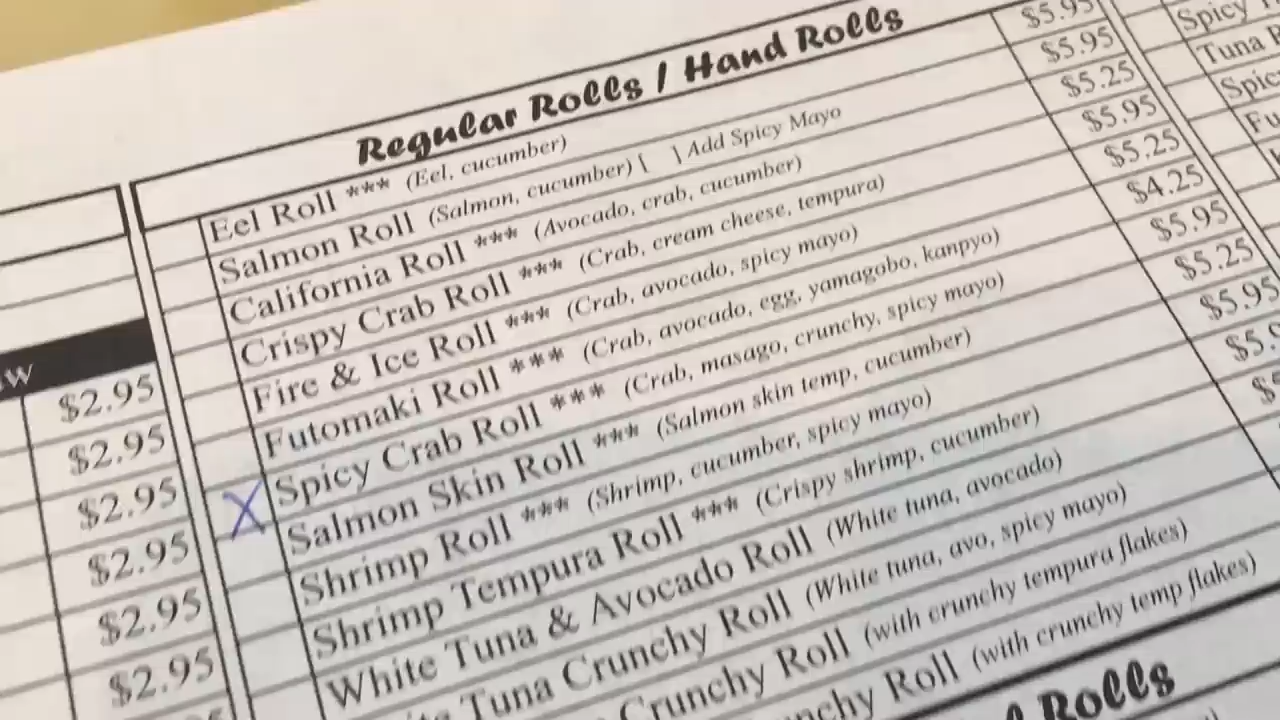 Regular Rolls / Hand Rolls
Eel Roll *** (Eel, cucumber) $5.95
Salmon Roll (Salmon, cucumber) [ ] Add Spicy Mayo $5.95
California Roll *** (Avocado, crab, cucumber) $5.25
Crispy Crab Roll *** (Crab, cream cheese, tempura) $5.95
Fire & Ice Roll *** (Crab, avocado, spicy mayo) $5.25
Futomaki Roll *** (Crab, avocado, egg, yamagobo, kanpyo) $4.25
X Spicy Crab Roll *** (Crab, masago, crunchy, spicy mayo) $5.95
Salmon Skin Roll *** (Salmon skin temp, cucumber) $5.25
Shrimp Roll *** (Shrimp, cucumber, spicy mayo) $5.95
Shrimp Tempura Roll *** (Crispy shrimp, cucumber)
White Tuna & Avocado Roll (White tuna, avocado)
Tuna Crunchy Roll (White tuna, avo, spicy mayo)
Crunchy Roll (with crunchy tempura flakes)
Roll (with crunchy temp flakes)
Rolls
$2.95
$2.95
$2.95
$2.95
$2.95
$2.95
Spicy
Tuna